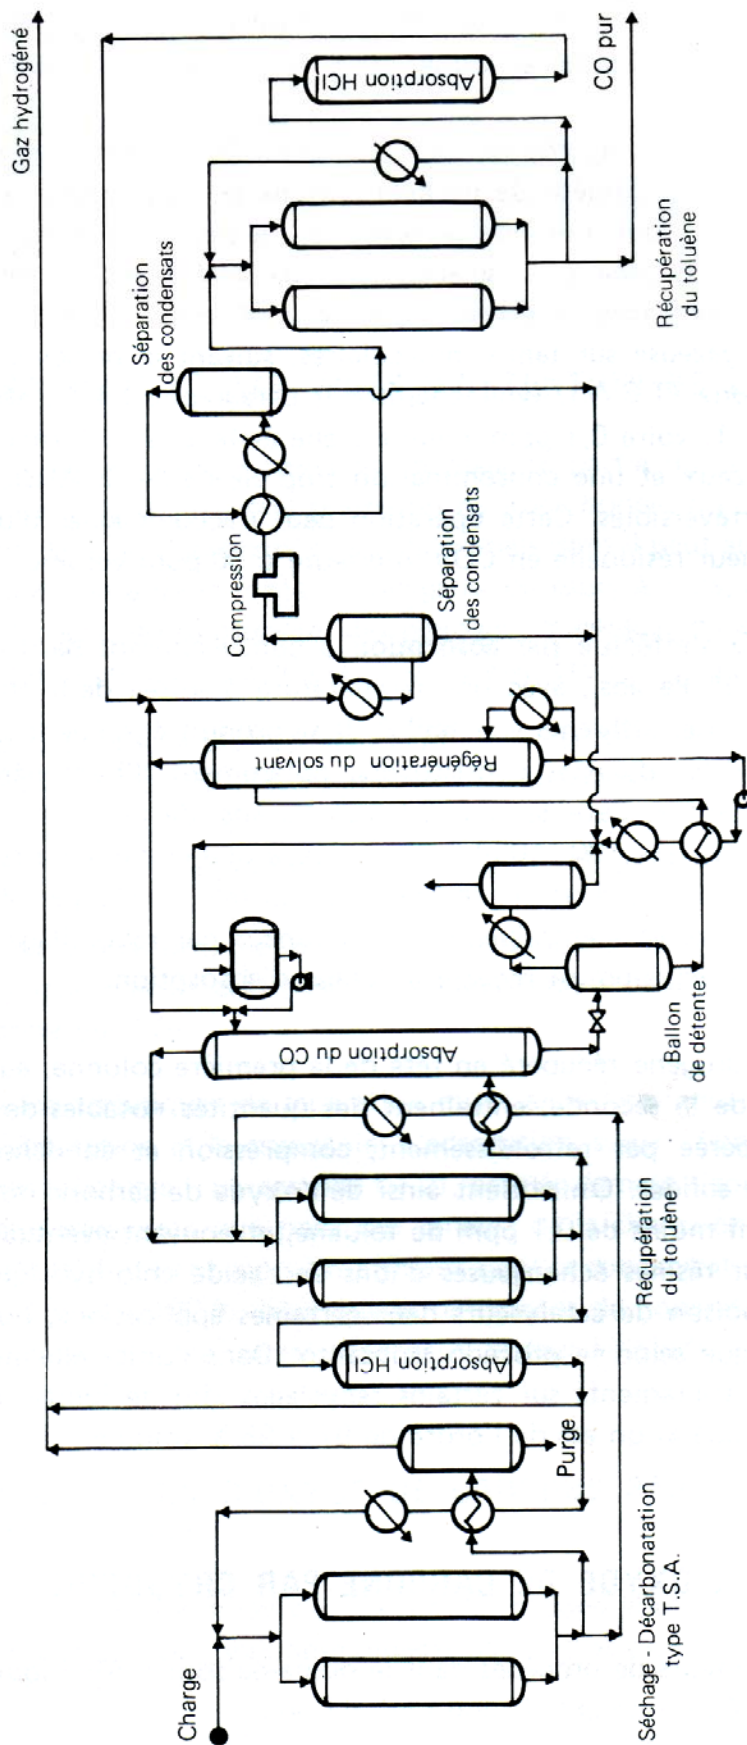 Charge
Séchage - Décarbonatation
type T.S.A.
Purge
Absorption HCl
Récupération
du toluène
Absorption du CO
Ballon
de détente
Régénération du solvant
Séparation
des condensats
Compression
Séparation
des condensats
Récupération
du toluène
Absorption HCl
CO pur
Gaz hydrogéné